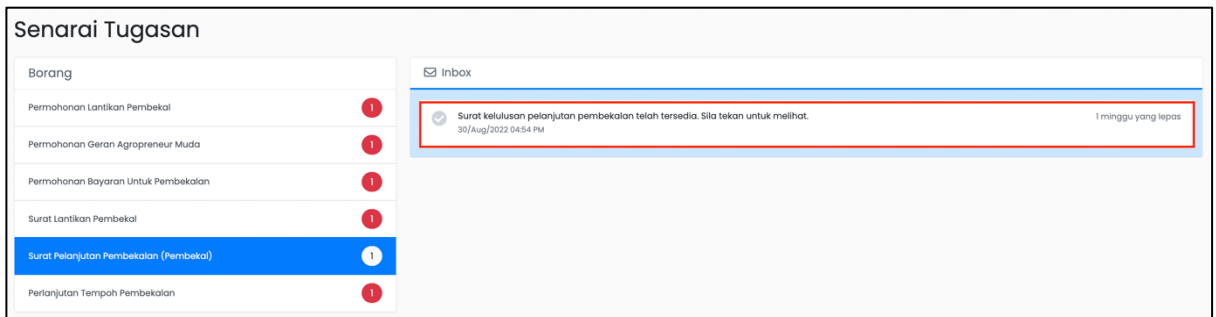 Senarai Tugasan
Borang
Permohonan Lantikan Pembekal 1
Permohonan Geran Agropreneur Muda 1
Permohonan Bayaran Untuk Pembekalan 1
Surat Lantikan Pembekal 1
Surat Pelanjutan Pembekalan (Pembekal) 1
Perlanjutan Tempoh Pembekalan 1
Inbox
Surat kelulusan pelanjutan pembekalan telah tersedia. Sila tekan untuk melihat. 1 minggu yang lepas
30/Aug/2022 04:54 PM